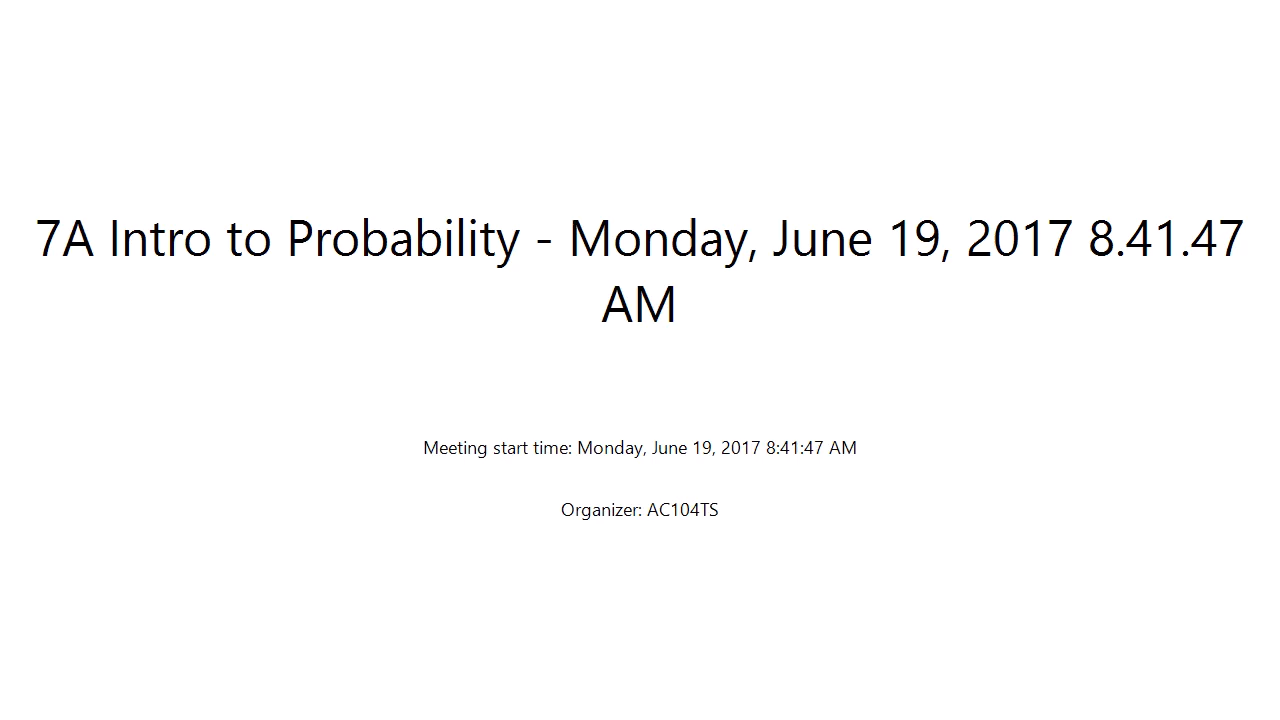 7A Intro to Probability - Monday, June 19, 2017 8.41.47
AM
Meeting start time: Monday, June 19, 2017 8:41:47 AM
Organizer: AC104TS